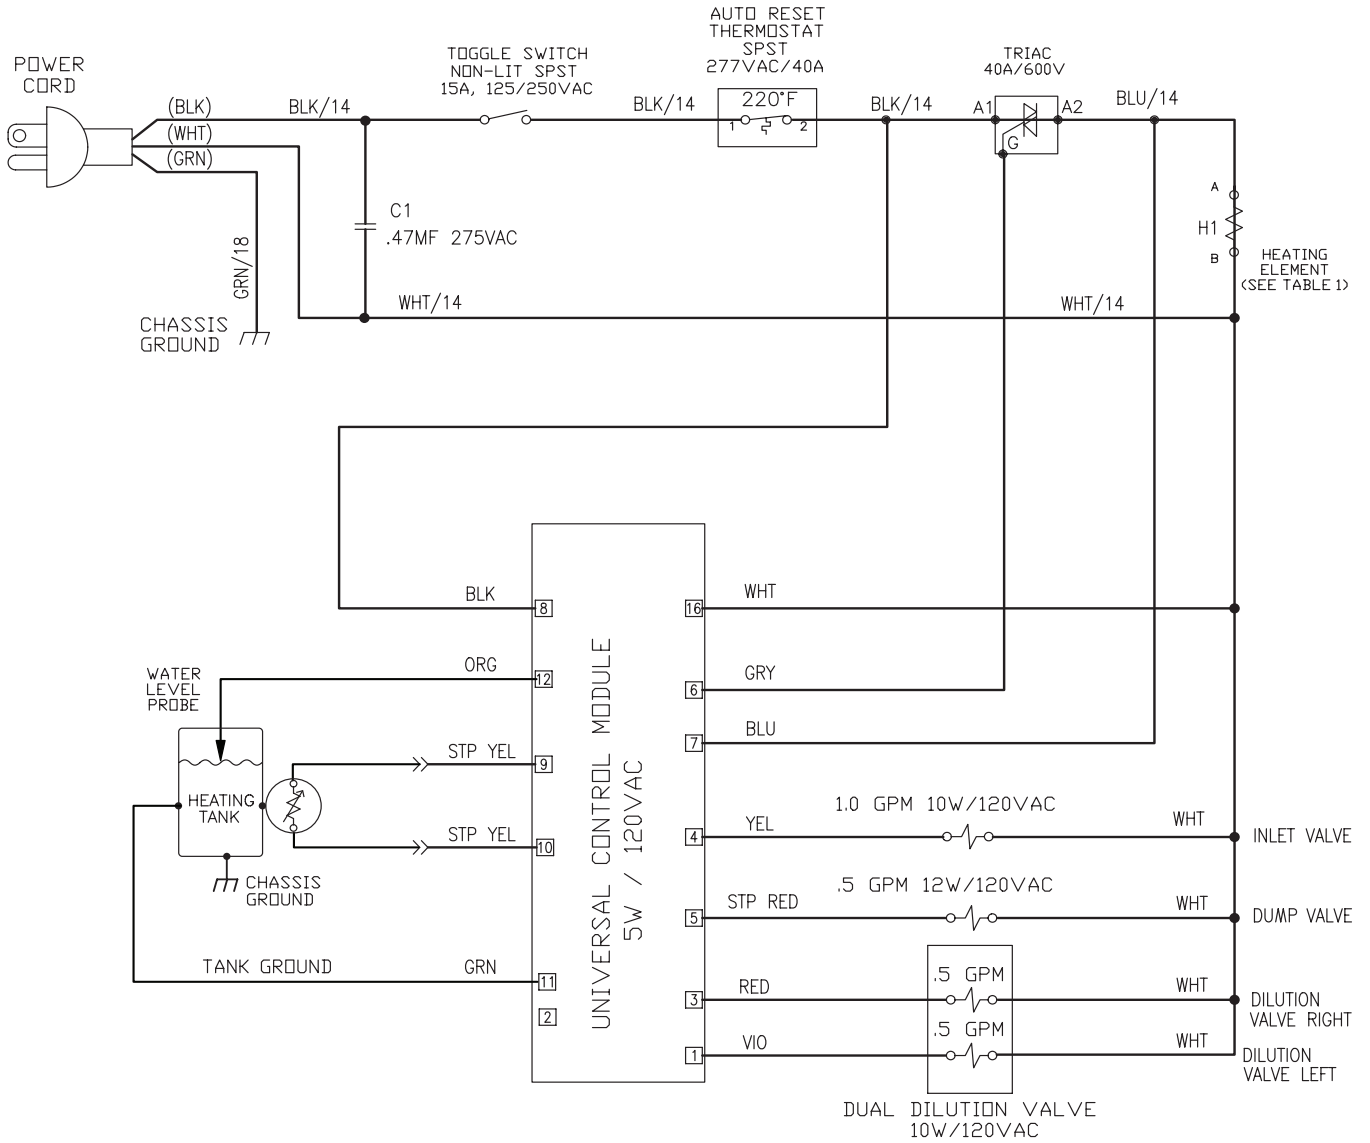 AUTO RESET
THERMOSTAT
SPST
277VAC/40A
TOGGLE SWITCH
NON-LIT SPST
15A, 125/250VAC
TRIAC
40A/600V
POWER
CORD
(BLK)
BLK/14
BLK/14
220°F
1
2
BLK/14
A1
A2
G
BLU/14
(WHT)
(GRN)
GRN/18
C1
.47MF 275VAC
A
H1
B
HEATING
ELEMENT
(SEE TABLE 1)
WHT/14
WHT/14
CHASSIS
GROUND
BLK
8
16
WHT
ORG
12
WATER
LEVEL
PROBE
6
GRY
STP YEL
9
7
BLU
HEATING
TANK
STP YEL
10
4
YEL
1.0 GPM 10W/120VAC
WHT
INLET VALVE
CHASSIS
GROUND
5
STP RED
.5 GPM 12W/120VAC
WHT
DUMP VALVE
TANK GROUND
GRN
11
2
UNIVERSAL CONTROL MODULE
5W / 120VAC
3
RED
.5 GPM
WHT
DILUTION
VALVE RIGHT
1
VIO
.5 GPM
WHT
DILUTION
VALVE LEFT
DUAL DILUTION VALVE
10W/120VAC